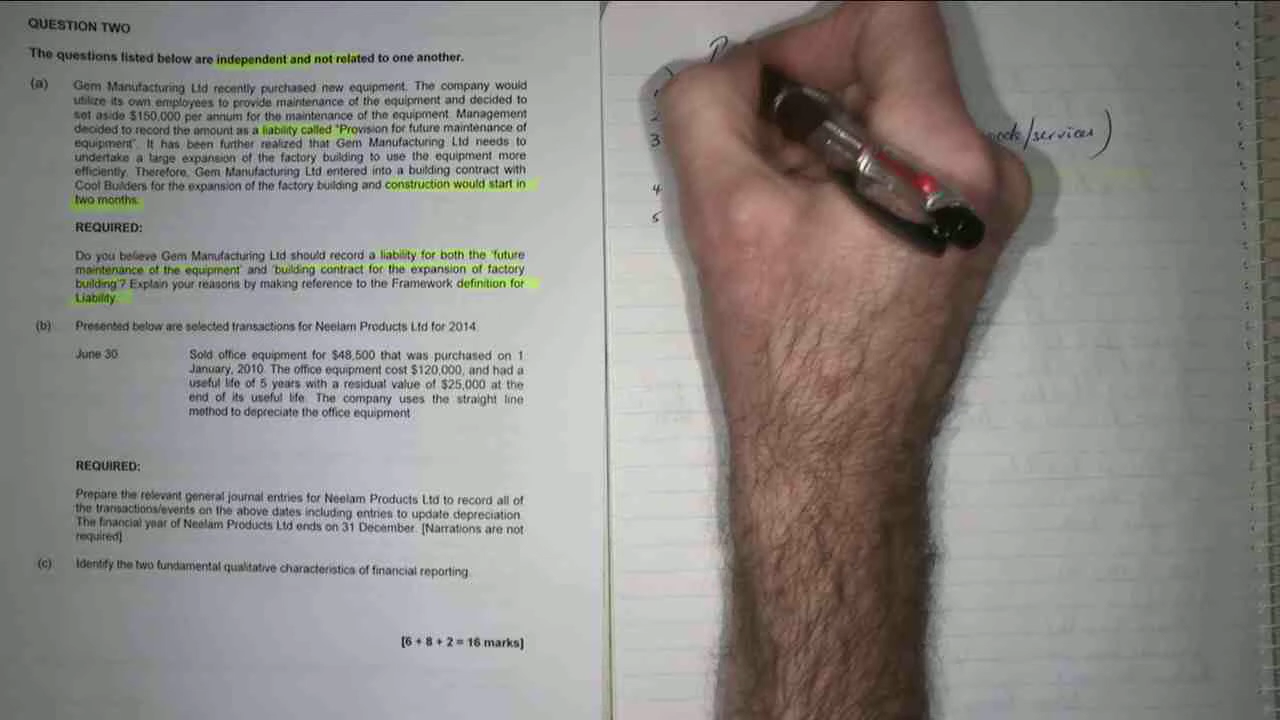 QUESTION TWO
The questions listed below are independent and not related to one another.
(a) Gem Manufacturing Ltd recently purchased new equipment. The company would
utilize its own employees to provide maintenance of the equipment and decided to
set aside $150,000 per annum for the maintenance of the equipment. Management
decided to record the amount as a liability called "Provision for future maintenance of
equipment". It has been further realized that Gem Manufacturing Ltd needs to
undertake a large expansion of the factory building to use the equipment more
efficiently. Therefore, Gem Manufacturing Ltd entered into a building contract with
Cool Builders for the expansion of the factory building and construction would start in
two months.
REQUIRED:
Do you believe Gem Manufacturing Ltd should record a liability for both the 'future
maintenance of the equipment' and 'building contract for the expansion of factory
building'? Explain your reasons by making reference to the Framework definition for
Liability.
(b) Presented below are selected transactions for Neelam Products Ltd for 2014.
June 30 Sold office equipment for $48,500 that was purchased on 1
January, 2010. The office equipment cost $120,000, and had a
useful life of 5 years with a residual value of $25,000 at the
end of its useful life. The company uses the straight line
method to depreciate the office equipment
REQUIRED:
Prepare the relevant general journal entries for Neelam Products Ltd to record all of
the transactions/events on the above dates including entries to update depreciation.
The financial year of Neelam Products Ltd ends on 31 December. [Narrations are not
required]
(c) Identify the two fundamental qualitative characteristics of financial reporting.
[6 + 8 + 2 = 16 marks]
3 /services)
4
5